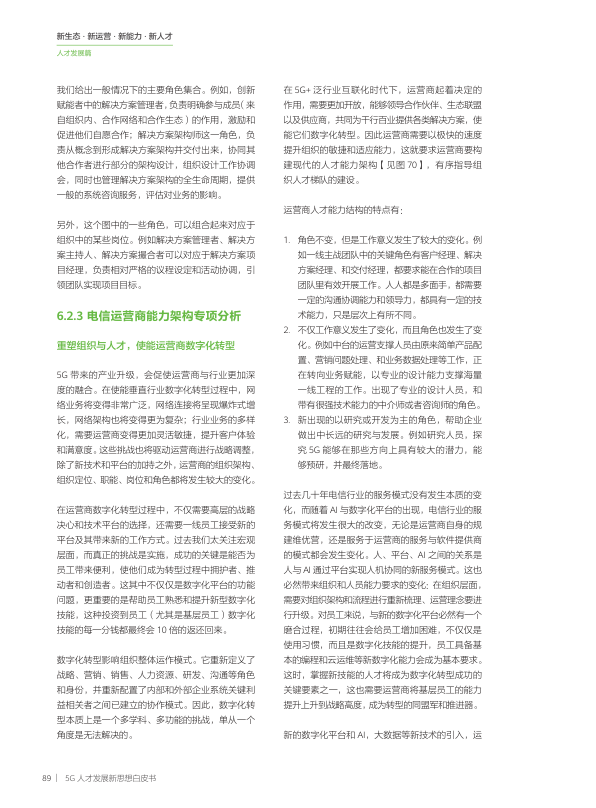 新生态 · 新运营 · 新能力 · 新人才
人才发展篇
我们给出一般情况下的主要角色集合。例如，创新
赋能者中的解决方案管理者，负责明确参与成员（来
自组织内、合作网络和合作生态）的作用，激励和
促进他们自愿合作；解决方案架构师这一角色，负
责从概念到形成解决方案架构并交付出来，协同其
他合作者进行部分的架构设计，组织设计工作协调
会，同时也管理解决方案架构的全生命周期，提供
一般的系统咨询服务，评估对业务的影响。
另外，这个图中的一些角色，可以组合起来对应于
组织中的某些岗位。例如解决方案管理者、解决方
案主持人、解决方案撮合者可以对应于解决方案项
目经理，负责相对严格的议程设定和活动协调，引
领团队实现项目目标。
6.2.3 电信运营商能力架构专项分析
重塑组织与人才，使能运营商数字化转型
5G 带来的产业升级，会促使运营商与行业更加深
度的融合。在使能垂直行业数字化转型过程中，网
络业务将变得非常广泛，网络连接将呈现爆炸式增
长，网络架构也将变得更为复杂；行业业务的多样
化，需要运营商变得更加灵活敏捷，提升客户体验
和满意度。这些挑战也将驱动运营商进行战略调整，
除了新技术和平台的加持之外，运营商的组织架构、
组织定位、职能、岗位和角色都将发生较大的变化。
在运营商数字化转型过程中，不仅需要高层的战略
决心和技术平台的选择，还需要一线员工接受新的
平台及其带来新的工作方式。过去我们太关注宏观
层面，而真正的挑战是实施，成功的关键是能否为
员工带来便利，使他们成为转型过程中拥护者、推
动者和创造者。这其中不仅仅是数字化平台的功能
问题，更重要的是帮助员工熟悉和提升新型数字化
技能，这种投资到员工（尤其是基层员工）数字化
技能的每一分钱都最终会 10 倍的返还回来。
数字化转型影响组织整体运作模式。它重新定义了
战略、营销、销售、人力资源、研发、沟通等角色
和身份，并重新配置了内部和外部企业系统关键利
益相关者之间已建立的协作模式。因此，数字化转
型本质上是一个多学科、多功能的挑战，单从一个
角度是无法解决的。
在 5G+ 泛行业互联化时代下，运营商起着决定的
作用，需要更加开放，能够领导合作伙伴、生态联盟
以及供应商，共同为千行百业提供各类解决方案，使
能它们数字化转型。因此运营商需要以极快的速度
提升组织的敏捷和适应能力，这就要求运营商要构
建现代的人才能力架构【见图 70】，有序指导组
织人才梯队的建设。
运营商人才能力结构的特点有：
1. 角色不变，但是工作意义发生了较大的变化，例
如一线主战团队中的关键角色有客户经理、解决
方案经理、和交付经理，都要求能在合作的项目
团队里有效开展工作。人人都是多面手，都需要
一定的沟通协调能力和领导力，都具有一定的技
术能力，只是层次上有所不同。
2. 不仅工作意义发生了变化，而且角色也发生了变
化。例如中台的运营支撑人员由原来简单产品配
置、营销问题处理、和业务数据处理等工作，正
在转向业务赋能，以专业的设计能力支撑海量
一线工程的工作。出现了专业的设计人员，和
带有很强技术能力的中介师或者咨询师的角色。
3. 新出现的以研究或开发为主的角色，帮助企业
做出中长远的研究与发展。例如研究人员，探
究 5G 能够在那些方向上具有较大的潜力，能
够预研，并最终落地。
过去几十年电信行业的服务模式没有发生本质的变
化，而随着 AI 与数字化平台的出现，电信行业的服
务模式将发生很大的改变，无论是运营商自身的规
建维优营，还是服务于运营商的服务与软件提供商
的模式都会发生变化。人、平台、AI 之间的关系是
人与 AI 通过平台实现人机协同的新服务模式。这也
必然带来组织和人员能力要求的变化；在组织层面，
需要对组织架构和流程进行重新梳理、运营理念要进
行升级。对员工来说，与新的数字化平台必然有一个
磨合过程，初期往往会给员工增加困难，不仅仅是
使用习惯，而且是数字化技能的提升，员工具备基
本的编程和云运维等新数字化能力会成为基本要求。
这时，掌握新技能的人才将成为数字化转型成功的
关键要素之一，这也需要运营商将基层员工的能力
提升上升到战略高度，成为转型的同盟军和推进器。
新的数字化平台和 AI，大数据等新技术的引入，运
89 | 5G 人才发展新思想白皮书